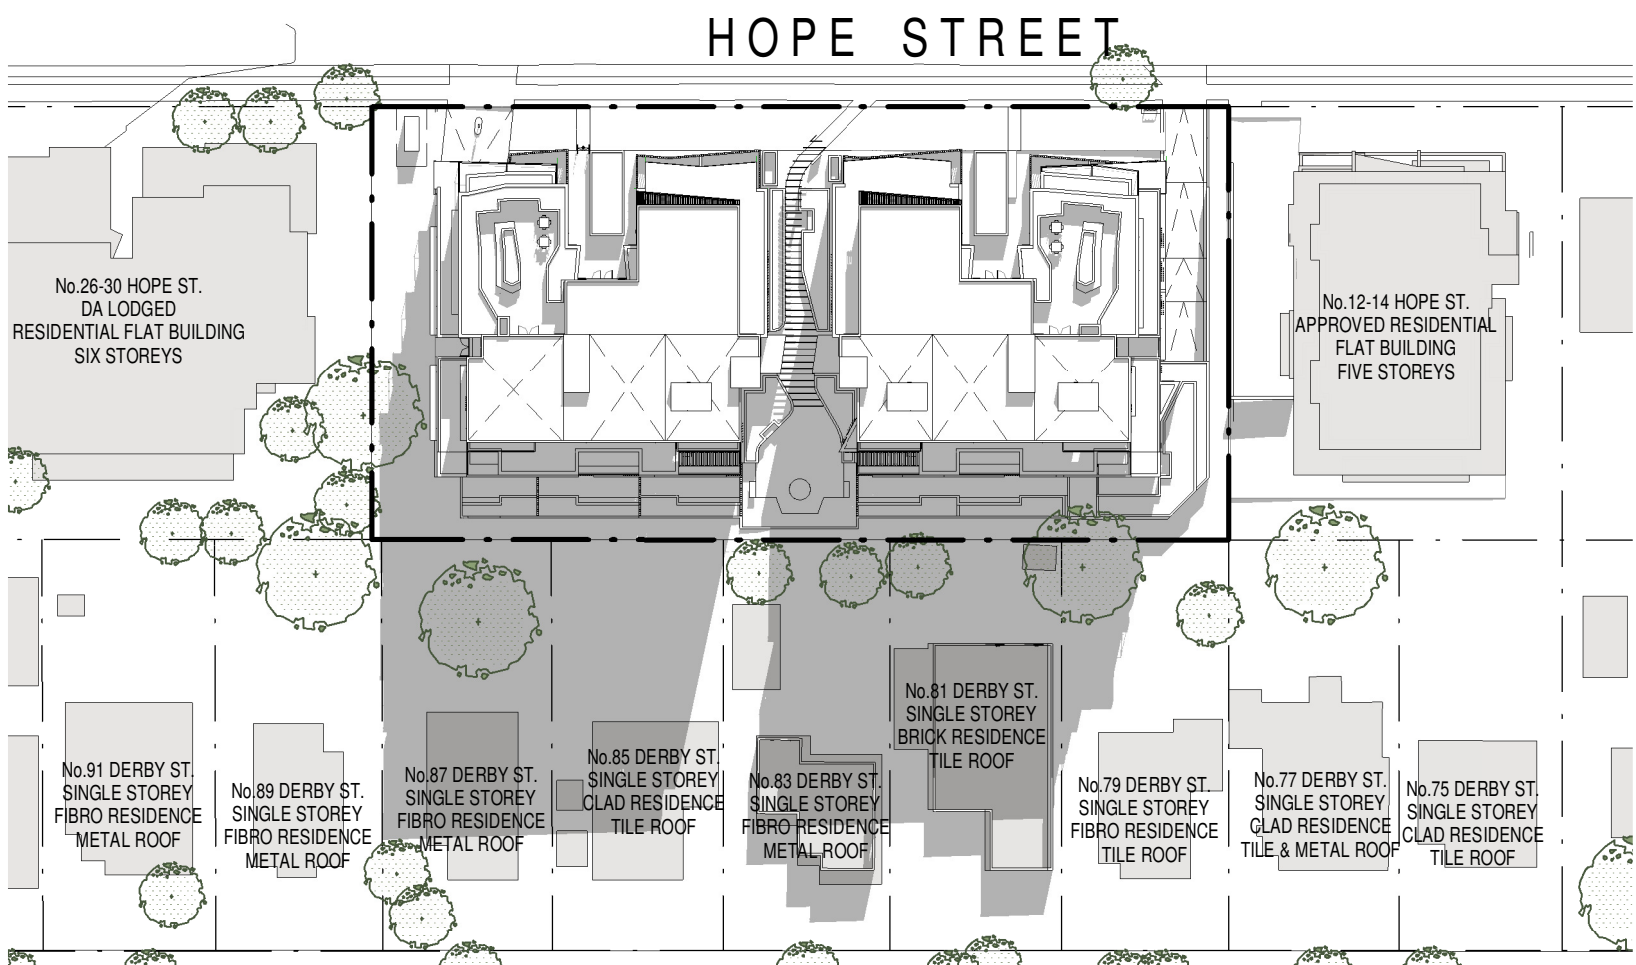 HOPE STREET
No.26-30 HOPE ST.
DA LODGED
RESIDENTIAL FLAT BUILDING
SIX STOREYS
No.12-14 HOPE ST.
APPROVED RESIDENTIAL
FLAT BUILDING
FIVE STOREYS
No.91 DERBY ST.
SINGLE STOREY
FIBRO RESIDENCE
METAL ROOF
No.89 DERBY ST.
SINGLE STOREY
FIBRO RESIDENCE
METAL ROOF
No.87 DERBY ST.
SINGLE STOREY
FIBRO RESIDENCE
METAL ROOF
No.85 DERBY ST.
SINGLE STOREY
CLAD RESIDENCE
TILE ROOF
No.83 DERBY ST.
SINGLE STOREY
FIBRO RESIDENCE
METAL ROOF
No.81 DERBY ST.
SINGLE STOREY
BRICK RESIDENCE
TILE ROOF
No.79 DERBY ST.
SINGLE STOREY
FIBRO RESIDENCE
TILE ROOF
No.77 DERBY ST.
SINGLE STOREY
CLAD RESIDENCE
TILE & METAL ROOF
No.75 DERBY ST.
SINGLE STOREY
CLAD RESIDENCE
TILE ROOF